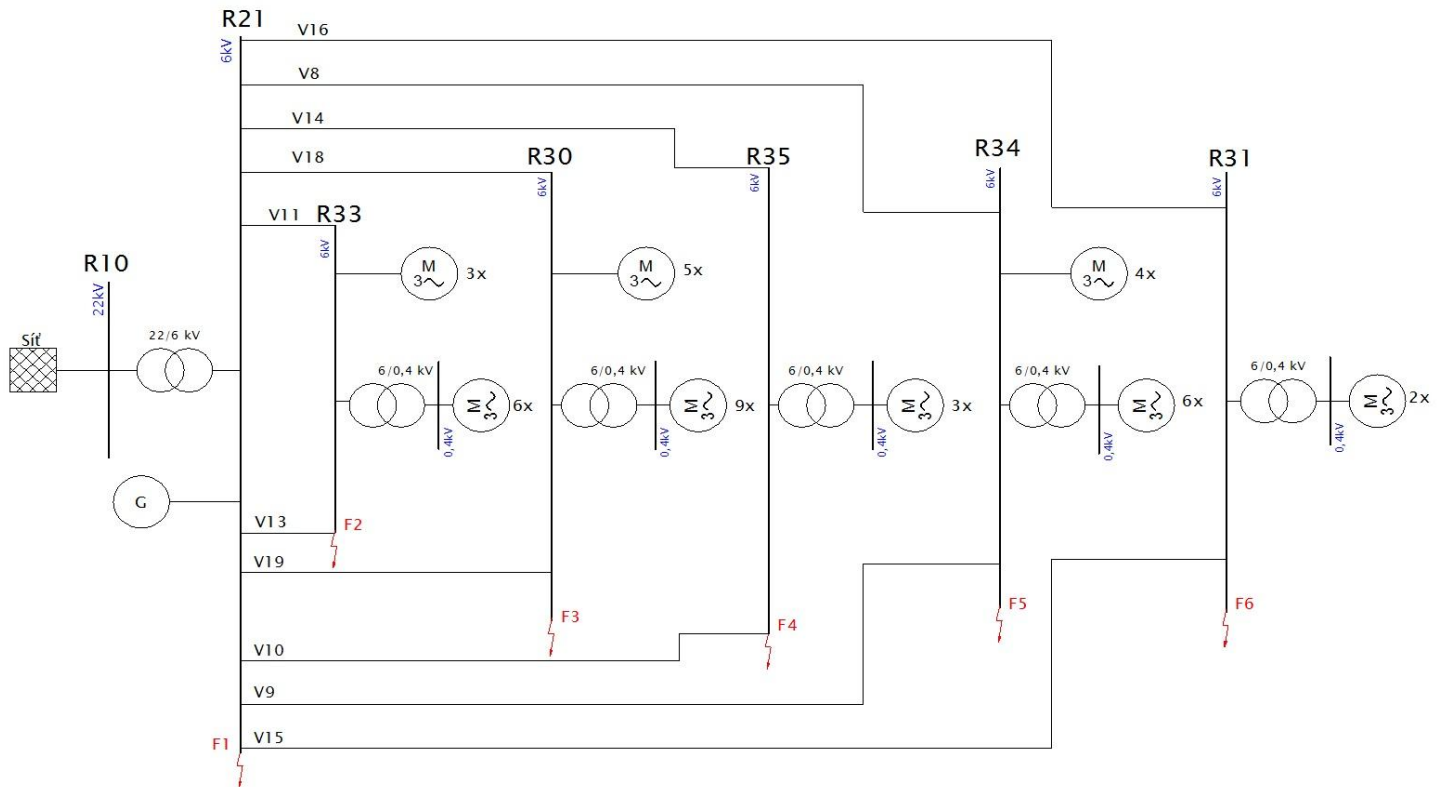 R21
6kV
V16
V8
V14
V18
V11
R33
6kV
R30
6kV
R35
6kV
R34
6kV
R31
6kV
R10
22kV
Síť
22/6 kV
M
3
3x
M
3
5x
M
3
4x
6/0,4 kV
M
3
6x
0,4kV
6/0,4 kV
M
3
9x
0,4kV
6/0,4 kV
M
3
3x
0,4kV
6/0,4 kV
M
3
6x
0,4kV
6/0,4 kV
M
3
2x
0,4kV
G
V13
F2
V19
F3
V10
F4
V9
F5
V15
F6
F1